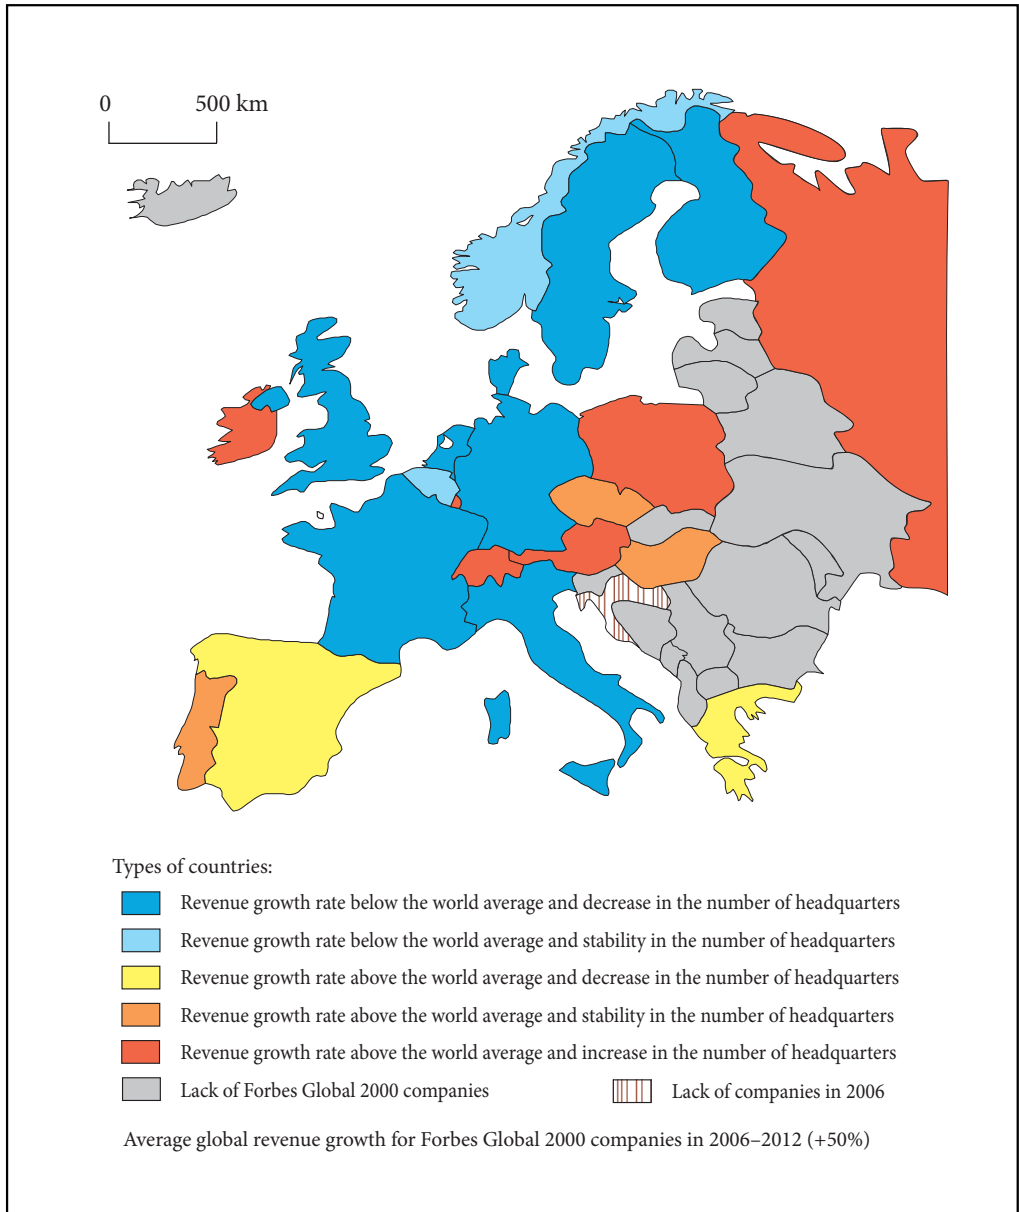 0 500 km
Types of countries:
Revenue growth rate below the world average and decrease in the number of headquarters
Revenue growth rate below the world average and stability in the number of headquarters
Revenue growth rate above the world average and decrease in the number of headquarters
Revenue growth rate above the world average and stability in the number of headquarters
Revenue growth rate above the world average and increase in the number of headquarters
Lack of Forbes Global 2000 companies Lack of companies in 2006
Average global revenue growth for Forbes Global 2000 companies in 2006–2012 (+50%)